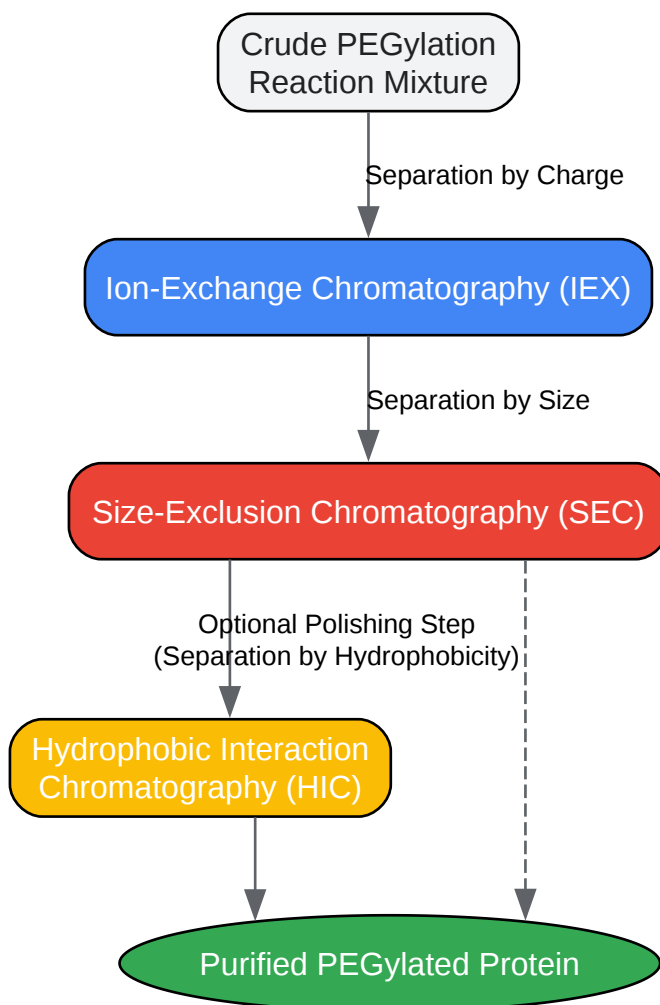 Crude PEGylation
Reaction Mixture
Separation by Charge
Ion-Exchange Chromatography (IEX)
Separation by Size
Size-Exclusion Chromatography (SEC)
Optional Polishing Step
(Separation by Hydrophobicity)
Hydrophobic Interaction
Chromatography (HIC)
Purified PEGylated Protein